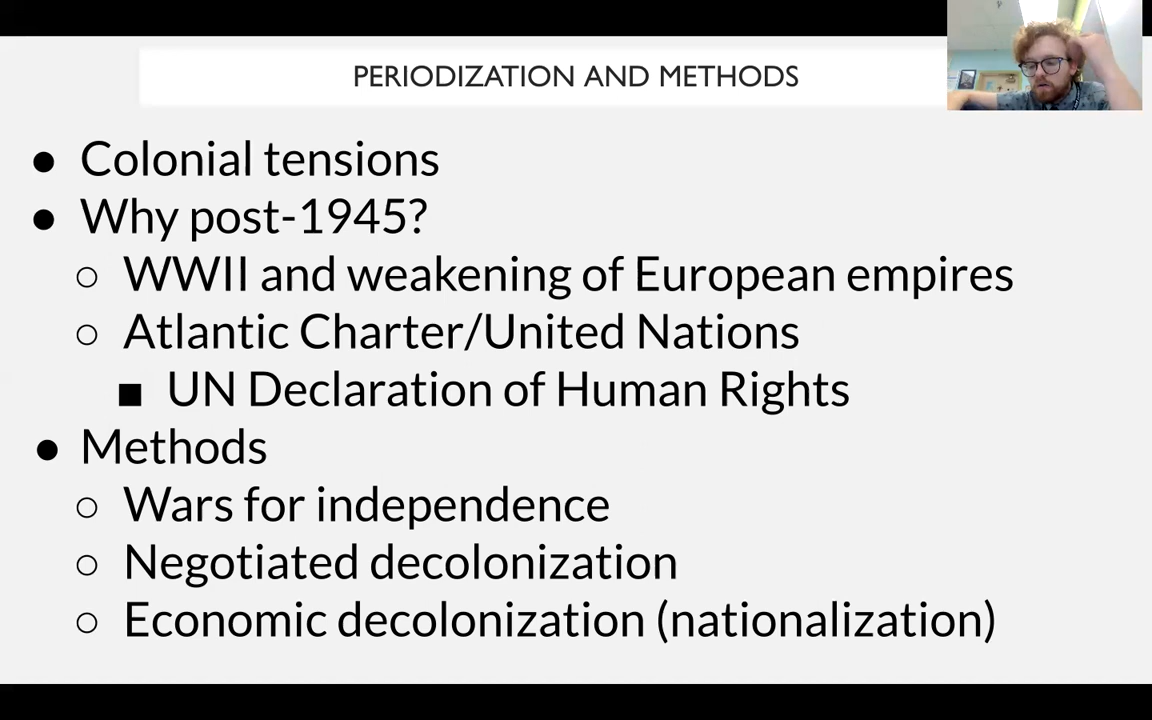 PERIODIZATION AND METHODS
● Colonial tensions
● Why post-1945?
○ WWII and weakening of European empires
○ Atlantic Charter/United Nations
■ UN Declaration of Human Rights
● Methods
○ Wars for independence
○ Negotiated decolonization
○ Economic decolonization (nationalization)